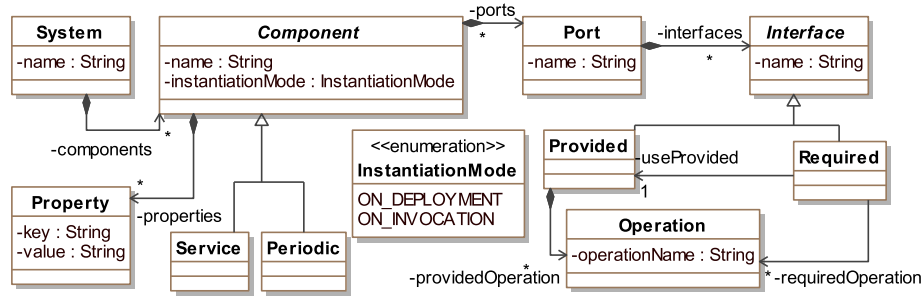 System
-name : String
Component
-name : String
-instantiationMode : InstantiationMode
-ports
*
Port
-name : String
-interfaces
*
Interface
-name : String
-components
*
<<enumeration>>
InstantiationMode
ON_DEPLOYMENT
ON_INVOCATION
Provided
-useProvided
1
Required
*
-properties
Property
-key : String
-value : String
Service
Periodic
Operation
-operationName : String
*
-providedOperation
*
-requiredOperation